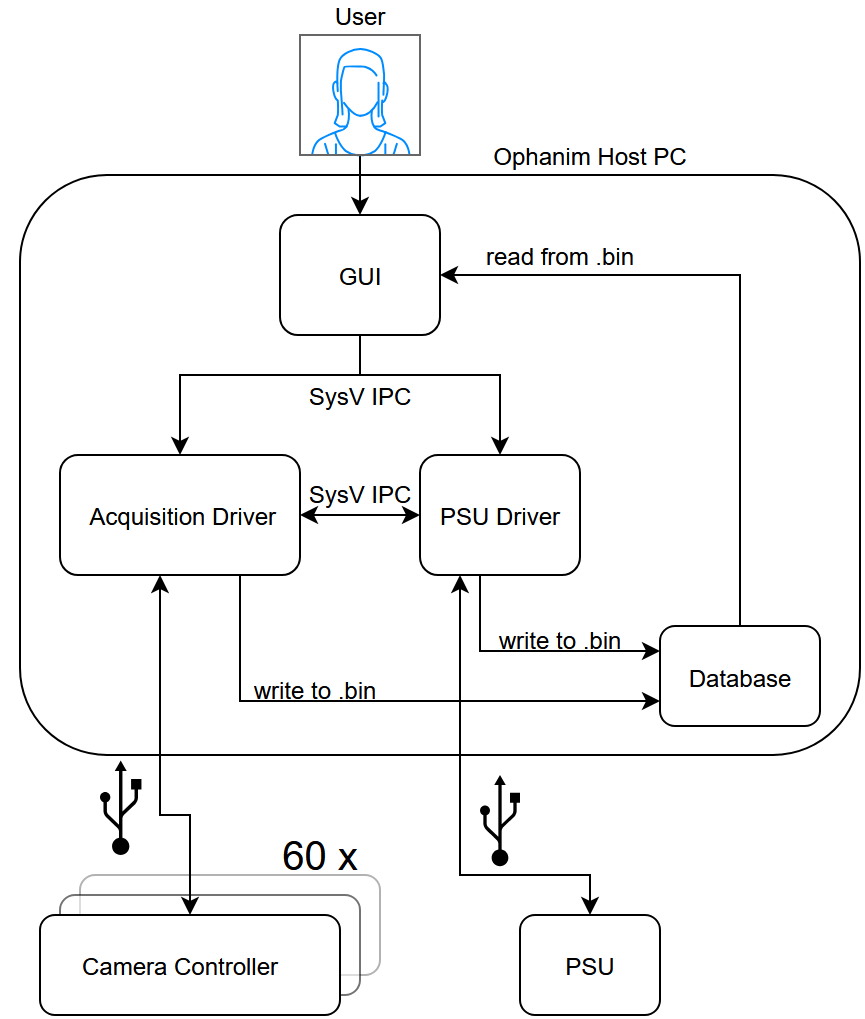 User
Ophanim Host PC
GUI
read from .bin
SysV IPC
Acquisition Driver
SysV IPC
PSU Driver
write to .bin
write to .bin
Database
60 x
Camera Controller
PSU